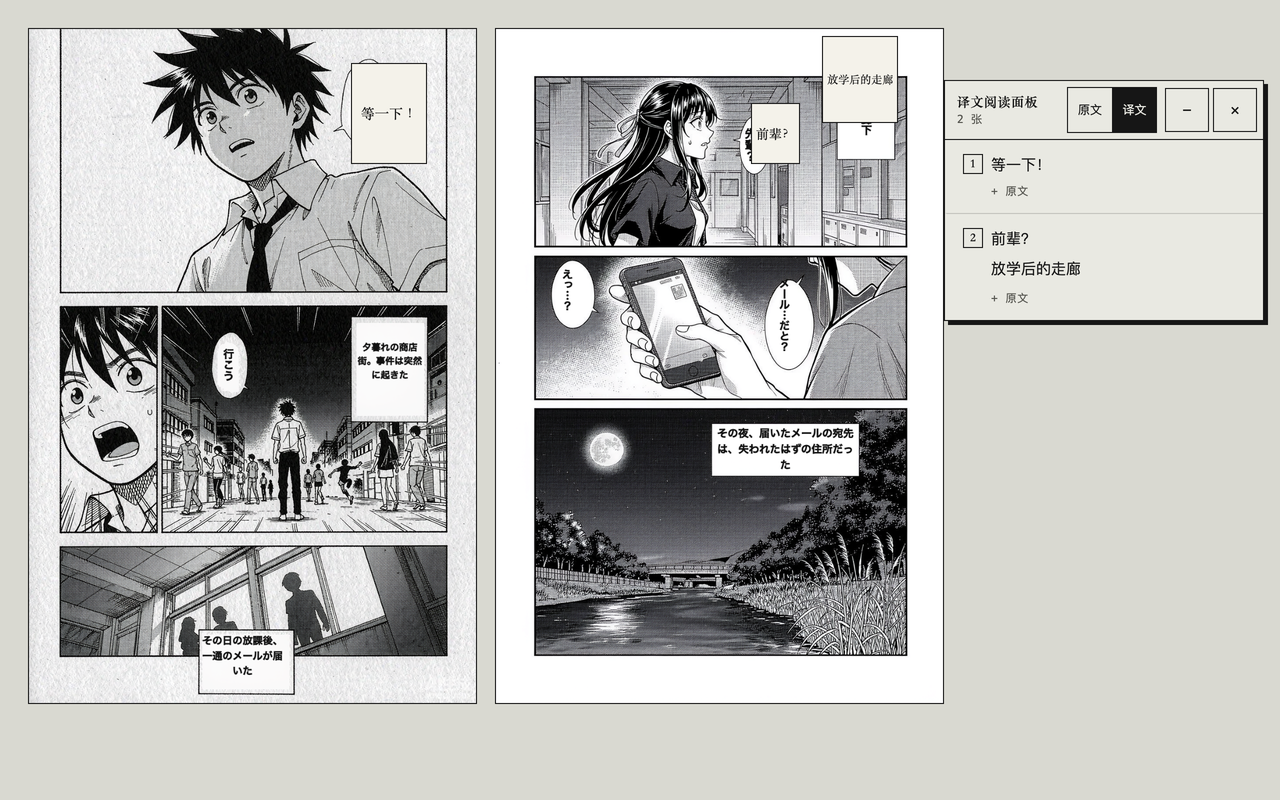 等一下！
行こう
夕暮れの商店
街。事件は突然
に起きた
その日の放課後、
一通のメールが届
いた
放学后的走廊
下
前辈?
えっ…？
メール…だと？
その夜、届いたメールの宛先
は、失われたはずの住所だっ
た
译文阅读面板
2 张
原文
译文
−
×
1
等一下!
+ 原文
2
前辈?
放学后的走廊
+ 原文